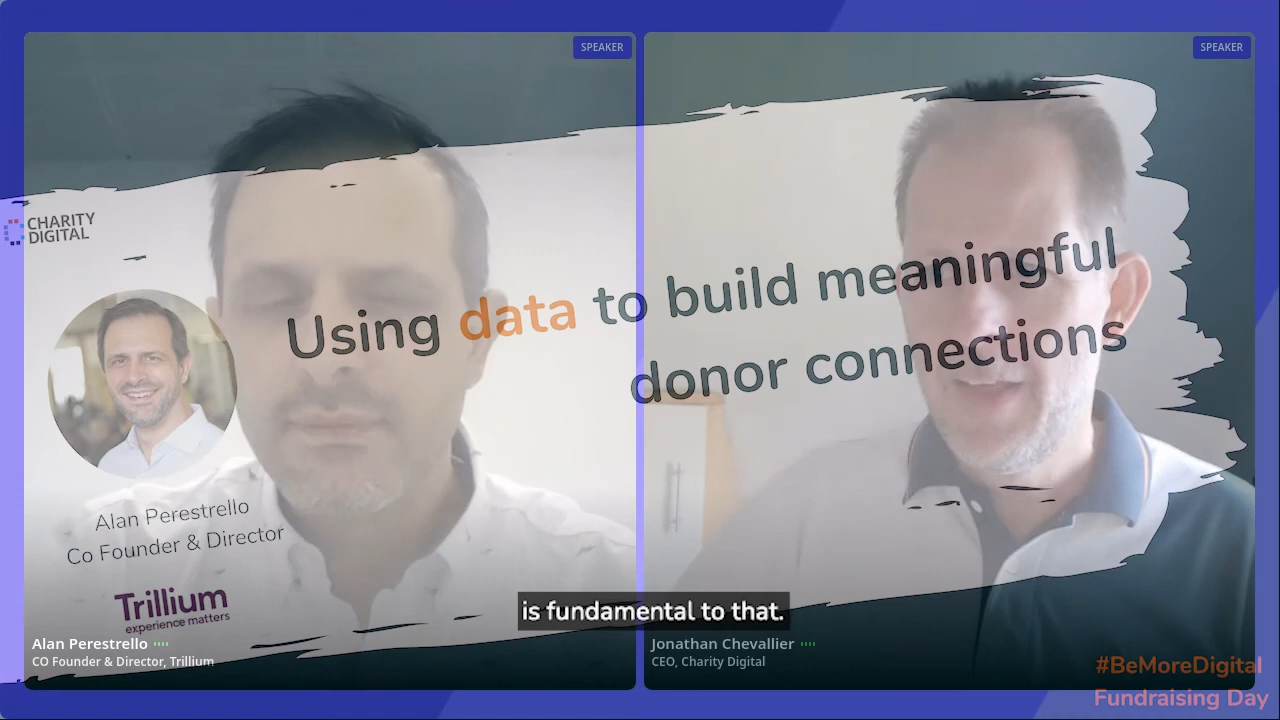 SPEAKER
SPEAKER
CHARITY
DIGITAL
Using data to build meaningful
donor connections
Alan Perestrello
Co Founder & Director
Trillium
experience matters
is fundamental to that.
Alan Perestrello
CO Founder & Director, Trillium
Jonathan Chevallier
CEO, Charity Digital
#BeMoreDigital
Fundraising Day